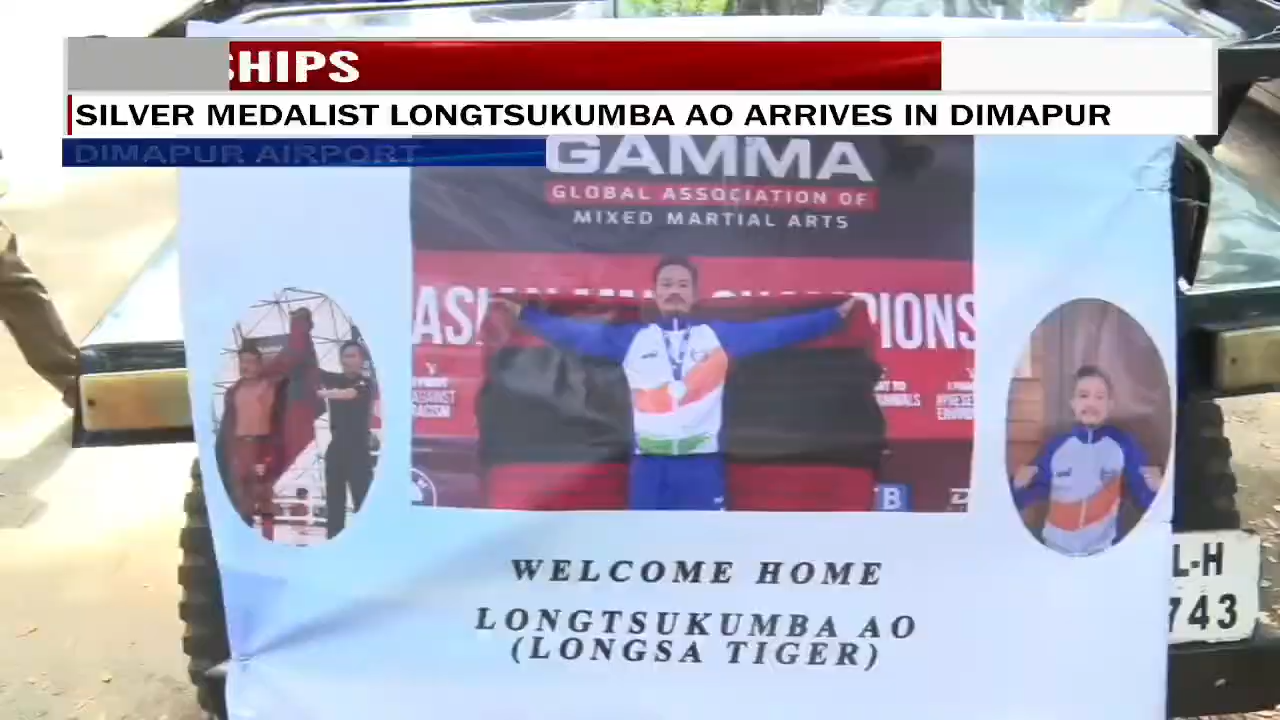 SHIPS
SILVER MEDALIST LONGTSUKUMBA AO ARRIVES IN DIMAPUR
DIMAPUR AIRPORT
GAMMA
GLOBAL ASSOCIATION OF
MIXED MARTIAL ARTS
WELCOME HOME
LONGTSUKUMBA AO
(LONGSA TIGER)
L-H
743